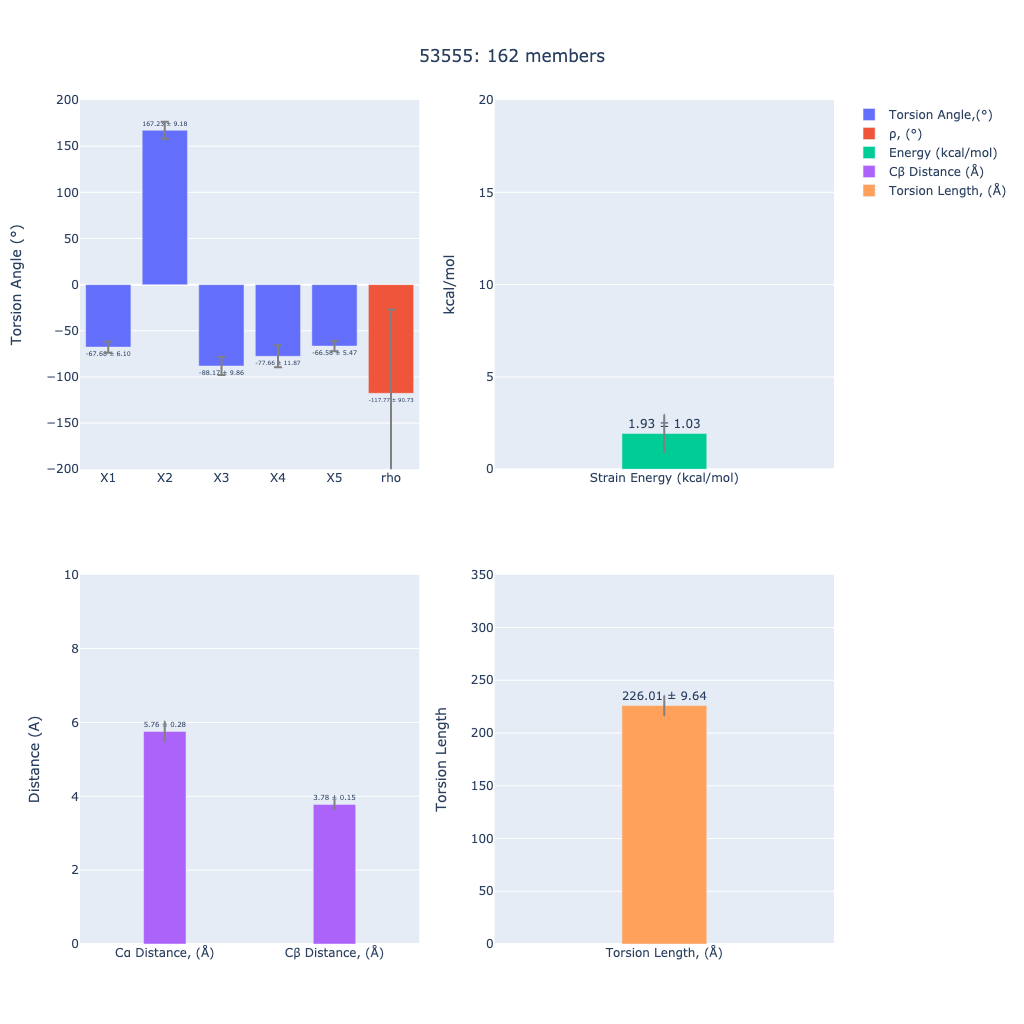 53555: 162 members
Torsion Angle (°)
200
150
100
50
0
−50
−100
−150
−200
167.23 ± 9.18
-67.68 ± 6.10
-88.17 ± 9.86
-77.66 ± 11.87
-66.58 ± 5.47
-117.77 ± 90.73
X1 X2 X3 X4 X5 rho
kcal/mol
20
15
10
5
0
1.93 ± 1.03
Strain Energy (kcal/mol)
Torsion Angle,(°)
ρ, (°)
Energy (kcal/mol)
Cβ Distance (Å)
Torsion Length, (Å)
Distance (A)
10
8
6
4
2
0
5.76 ± 0.28
3.78 ± 0.15
Cα Distance, (Å) Cβ Distance, (Å)
Torsion Length
350
300
250
200
150
100
50
0
226.01 ± 9.64
Torsion Length, (Å)